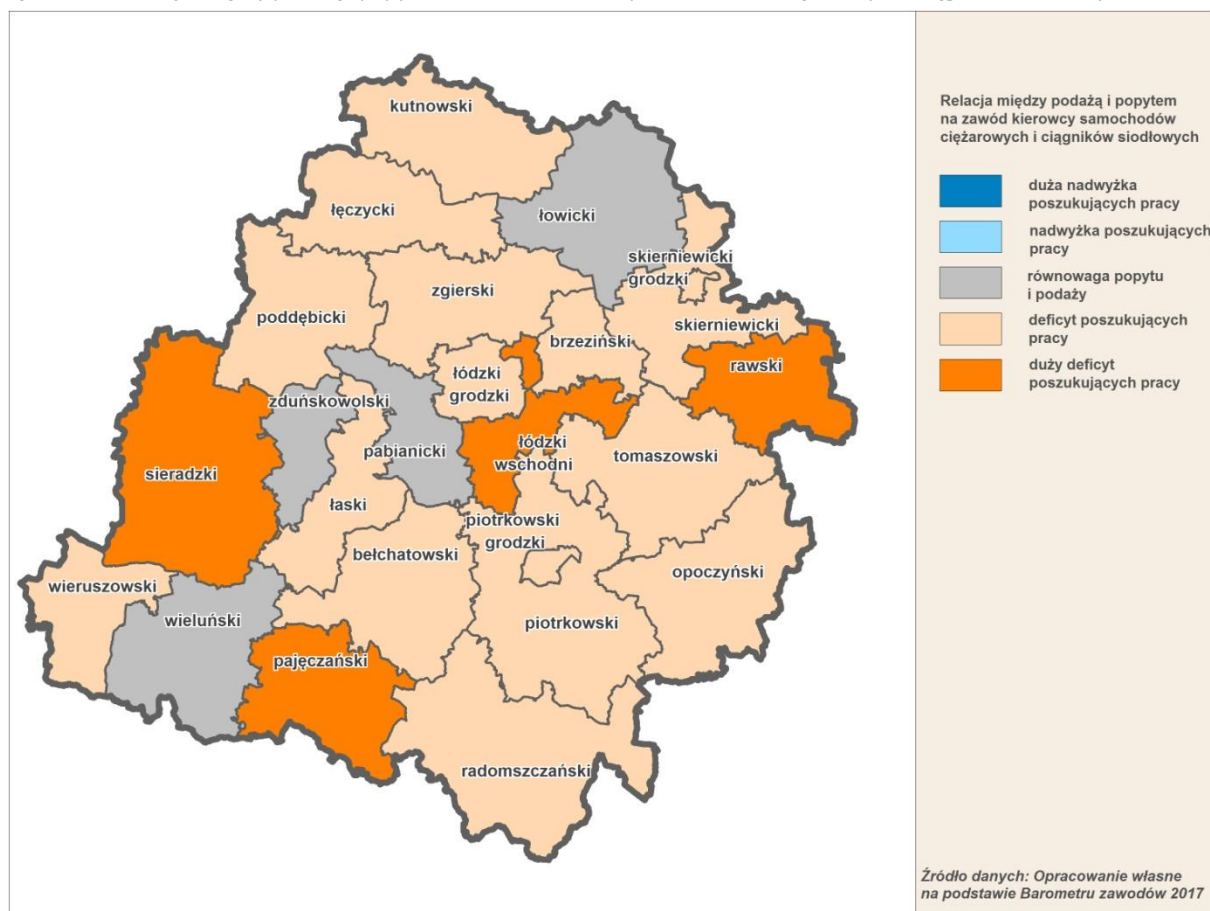 kutnowski
łęczycki
łowicki
skierniewicki
grodzki
zgierski
poddębicki
brzeziński
skierniewicki
łódzki
grodzki
rawski
zduńskowolski
łódzki
wschodni
pabianicki
tomaszowski
sieradzki
łaski
piotrkowski
grodzki
bełchatowski
opoczyński
wieruszowski
wieluński
piotrkowski
pajęczański
radomszczański
Relacja między podażą i popytem
na zawód kierowcy samochodów
ciężarowych i ciągników siodłowych
duża nadwyżka
poszukujących pracy
nadwyżka poszukujących
pracy
równowaga popytu
i podaży
deficyt poszukujących
pracy
duży deficyt
poszukujących pracy
Źródło danych: Opracowanie własne
na podstawie Barometru zawodów 2017